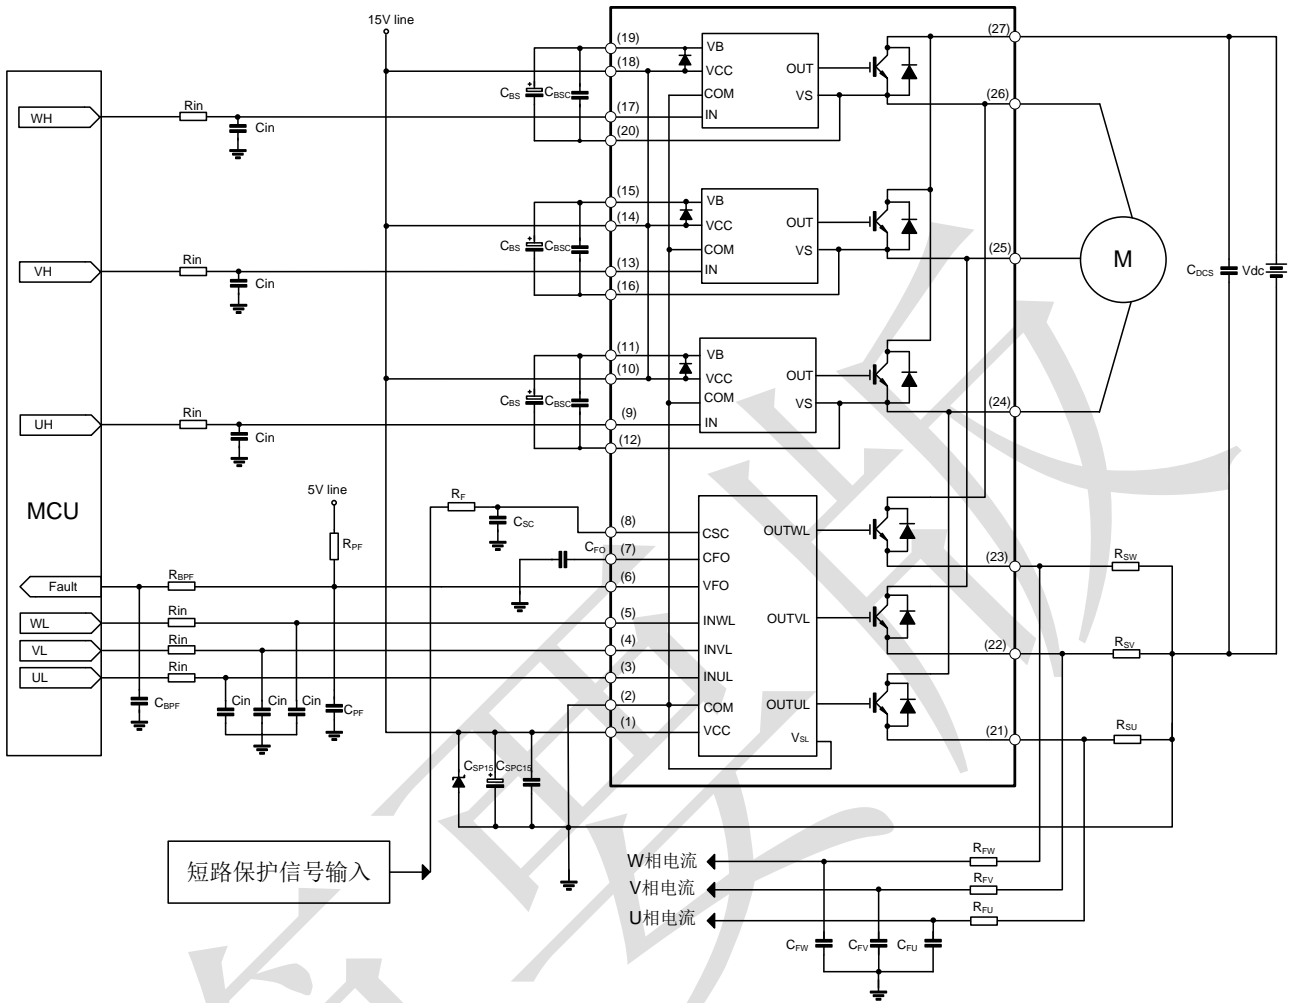 15V line
(19)
VB
(18)
VCC
OUT
COM
VS
(17)
IN
(20)
CBS
CBSC
(27)
(26)
WH
Rin
Cin
(15)
VB
(14)
VCC
OUT
COM
VS
(13)
IN
(16)
CBS
CBSC
(25)
M
CDCS
Vdc
VH
Rin
Cin
(11)
VB
(10)
VCC
OUT
COM
VS
(9)
IN
(12)
CBS
CBSC
(24)
UH
Rin
Cin
MCU
5V line
RPF
RF
CSC
(8)
CSC
OUTWL
CFO
(7)
CFO
(23)
RSW
Fault
RBPF
(6)
VFO
WL
Rin
(5)
INWL
OUTVL
VL
Rin
(4)
INVL
(22)
RSV
UL
Rin
(3)
INUL
CBPF
Cin
Cin
Cin
CPF
(2)
COM
OUTUL
(1)
VCC
VSL
(21)
RSU
CSP15
CSPC15
短路保护信号输入
W相电流
RFW
V相电流
RFV
U相电流
RFU
CFW
CFV
CFU